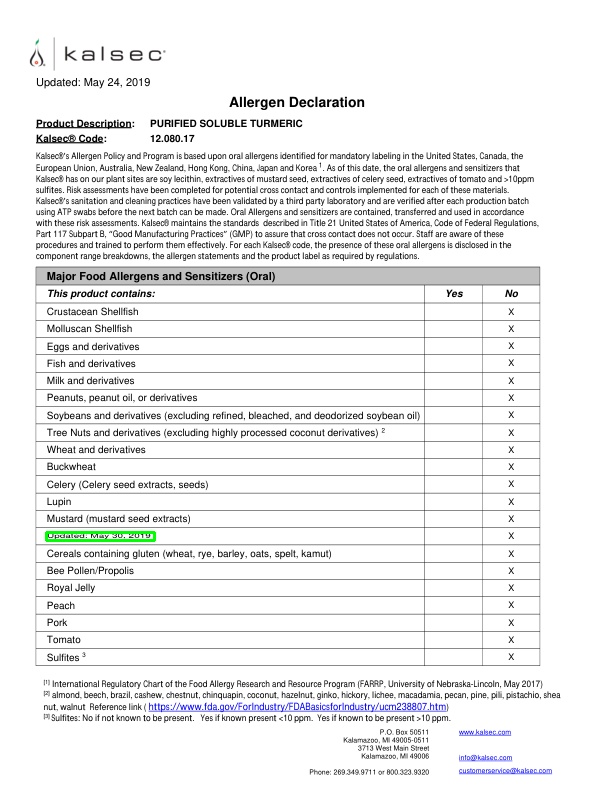 kalsec®
Updated: May 24, 2019
Allergen Declaration
Product Description: PURIFIED SOLUBLE TURMERIC
Kalsec® Code: 12.080.17
Kalsec®'s Allergen Policy and Program is based upon oral allergens identified for mandatory labeling in the United States, Canada, the
European Union, Australia, New Zealand, Hong Kong, China, Japan and Korea 1. As of this date, the oral allergens and sensitizers that
Kalsec® has on our plant sites are soy lecithin, extractives of mustard seed, extractives of celery seed, extractives of tomato and >10ppm
sulfites. Risk assessments have been completed for potential cross contact and controls implemented for each of these materials.
Kalsec®'s sanitation and cleaning practices have been validated by a third party laboratory and are verified after each production batch
using ATP swabs before the next batch can be made. Oral Allergens and sensitizers are contained, transferred and used in accordance
with these risk assessments. Kalsec® maintains the standards described in Title 21 United States of America, Code of Federal Regulations,
Part 117 Subpart B, "Good Manufacturing Practices" (GMP) to assure that cross contact does not occur. Staff are aware of these
procedures and trained to perform them effectively. For each Kalsec® code, the presence of these oral allergens is disclosed in the
component range breakdowns, the allergen statements and the product label as required by regulations.
Major Food Allergens and Sensitizers (Oral)
This product contains: Yes No
Crustacean Shellfish X
Molluscan Shellfish X
Eggs and derivatives X
Fish and derivatives X
Milk and derivatives X
Peanuts, peanut oil, or derivatives X
Soybeans and derivatives (excluding refined, bleached, and deodorized soybean oil) X
Tree Nuts and derivatives (excluding highly processed coconut derivatives) 2 X
Wheat and derivatives X
Buckwheat X
Celery (Celery seed extracts, seeds) X
Lupin X
Mustard (mustard seed extracts) X
Updated: May 30, 2019 X
Cereals containing gluten (wheat, rye, barley, oats, spelt, kamut) X
Bee Pollen/Propolis X
Royal Jelly X
Peach X
Pork X
Tomato X
Sulfites 3 X
[1] International Regulatory Chart of the Food Allergy Research and Resource Program (FARRP, University of Nebraska-Lincoln, May 2017)
[2] almond, beech, brazil, cashew, chestnut, chinquapin, coconut, hazelnut, ginko, hickory, lichee, macadamia, pecan, pine, pili, pistachio, shea
nut, walnut Reference link ( https://www.fda.gov/ForIndustry/FDABasicsforIndustry/ucm238807.htm)
[3] Sulfites: No if not known to be present. Yes if known present <10 ppm. Yes if known to be present >10 ppm.
P.O. Box 50511 www.kalsec.com
Kalamazoo, MI 49005-0511
3713 West Main Street
Kalamazoo, MI 49006 info@kalsec.com
Phone: 269.349.9711 or 800.323.9320 customerservice@kalsec.com